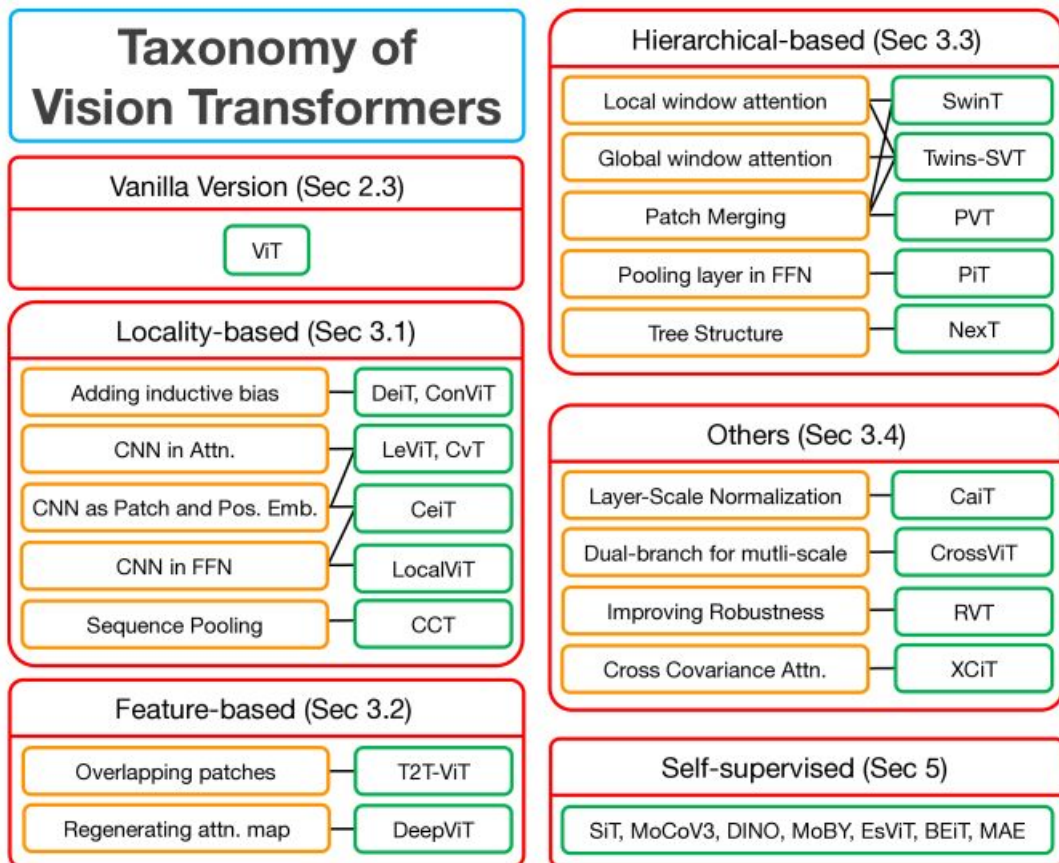 Taxonomy of
Vision Transformers
Vanilla Version (Sec 2.3)
ViT
Locality-based (Sec 3.1)
Adding inductive bias
DeiT, ConViT
CNN in Attn.
LeViT, CvT
CNN as Patch and Pos. Emb.
CeiT
CNN in FFN
LocalViT
Sequence Pooling
CCT
Feature-based (Sec 3.2)
Overlapping patches
T2T-ViT
Regenerating attn. map
DeepViT
Hierarchical-based (Sec 3.3)
Local window attention
SwinT
Global window attention
Twins-SVT
Patch Merging
PVT
Pooling layer in FFN
PiT
Tree Structure
NexT
Others (Sec 3.4)
Layer-Scale Normalization
CaiT
Dual-branch for mutli-scale
CrossViT
Improving Robustness
RVT
Cross Covariance Attn.
XCiT
Self-supervised (Sec 5)
SiT, MoCoV3, DINO, MoBY, EsViT, BEiT, MAE